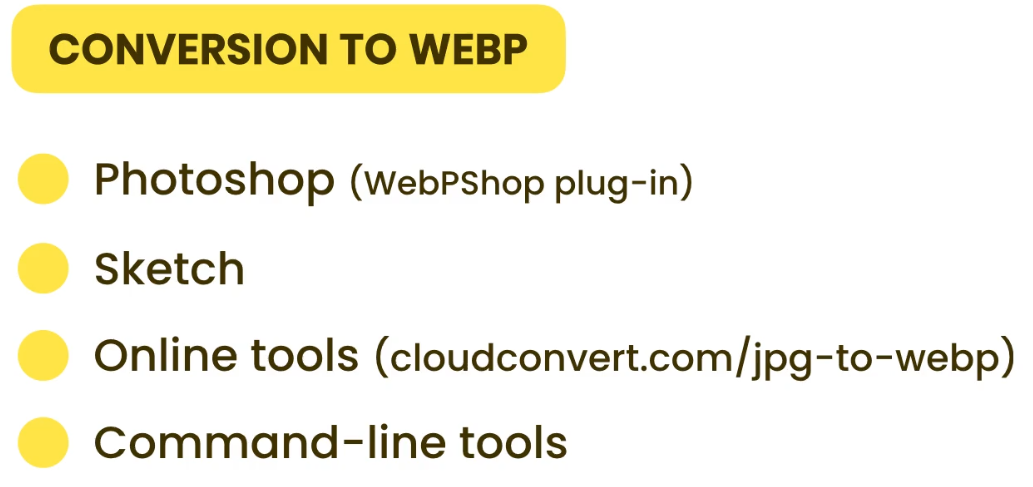 CONVERSION TO WEBP
Photoshop (WebPShop plug-in)
Sketch
Online tools (cloudconvert.com/jpg-to-webp)
Command-line tools